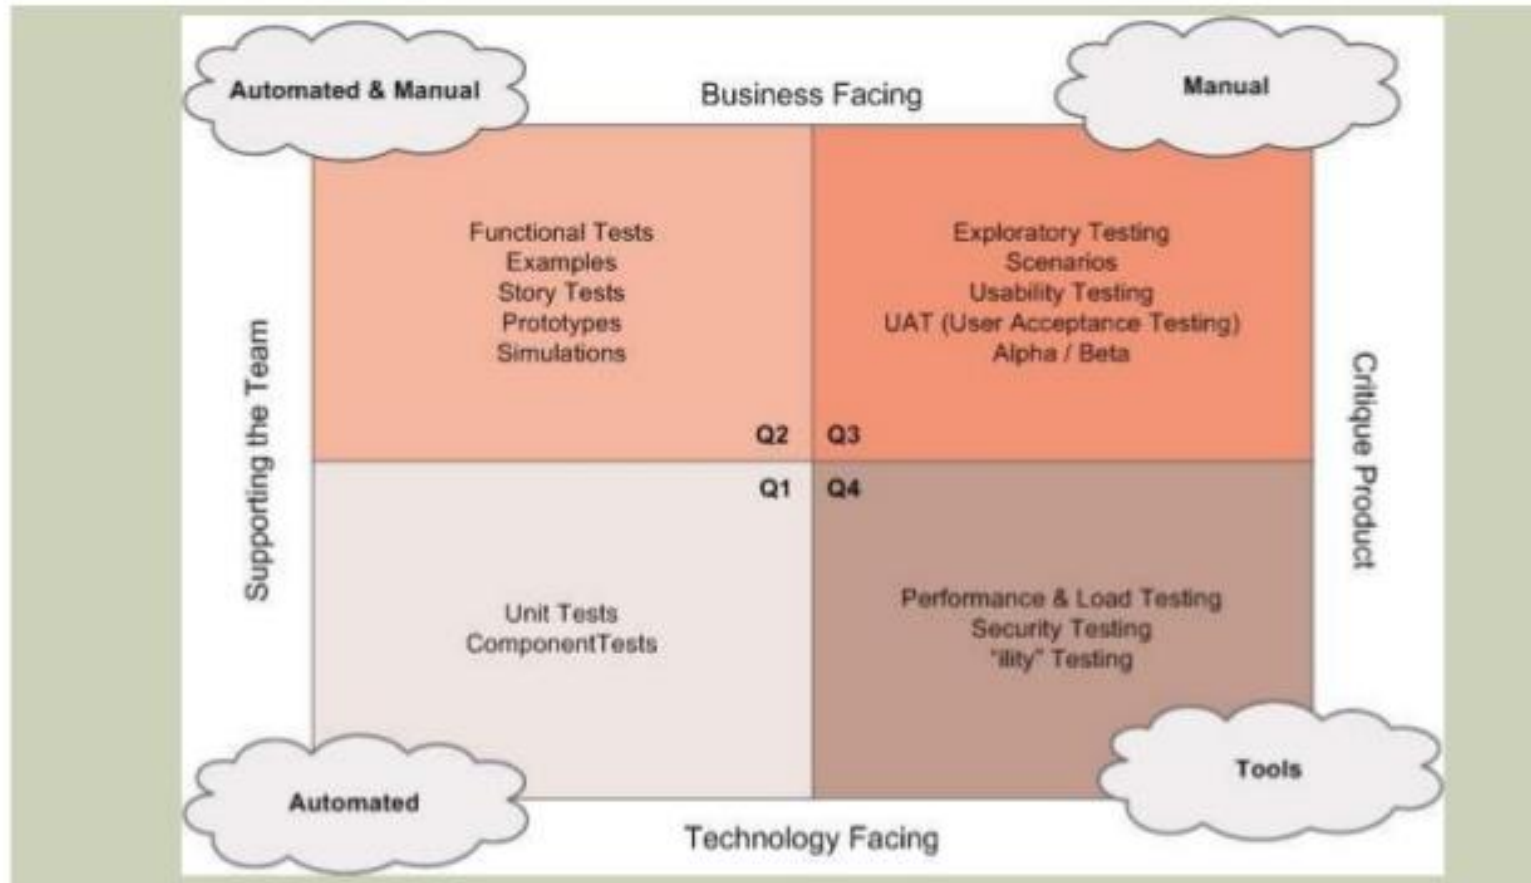 Automated & Manual
Business Facing
Manual
Functional Tests
Examples
Story Tests
Prototypes
Simulations
Exploratory Testing
Scenarios
Usability Testing
UAT (User Acceptance Testing)
Alpha / Beta
Supporting the Team
Critique Product
Q2
Q3
Q1
Q4
Unit Tests
ComponentTests
Performance & Load Testing
Security Testing
"ility" Testing
Automated
Technology Facing
Tools